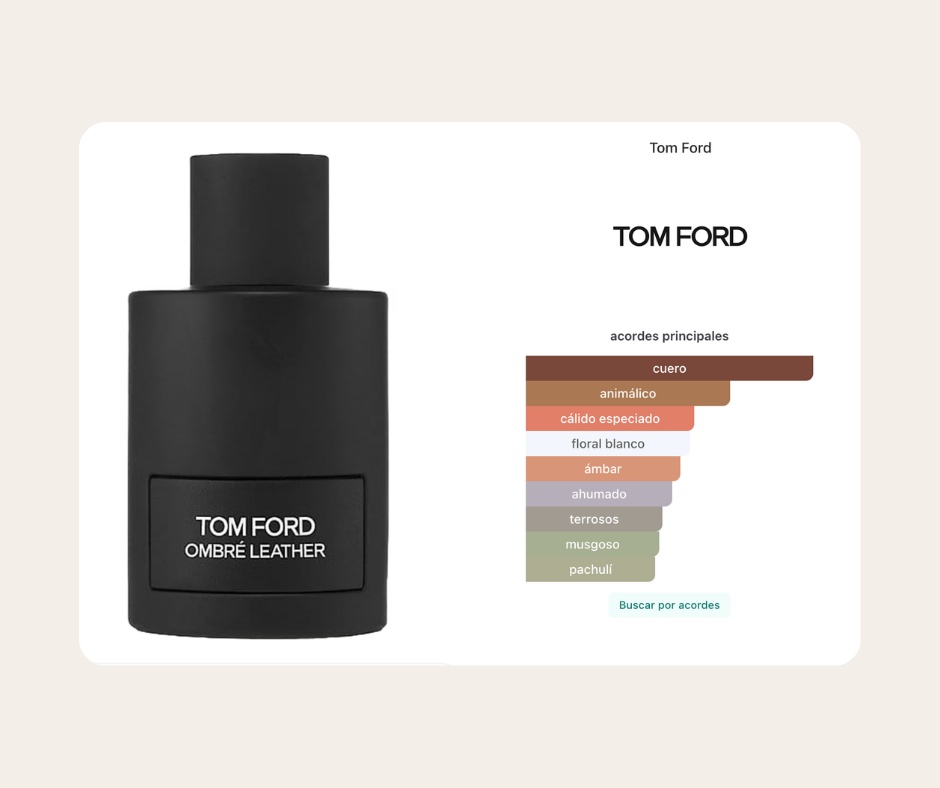 TOM FORD
OMBRÉ LEATHER
Tom Ford
TOM FORD
acordes principales
cuero
animálico
cálido especiado
floral blanco
ámbar
ahumado
terrosos
musgoso
pachulí
Buscar por acordes